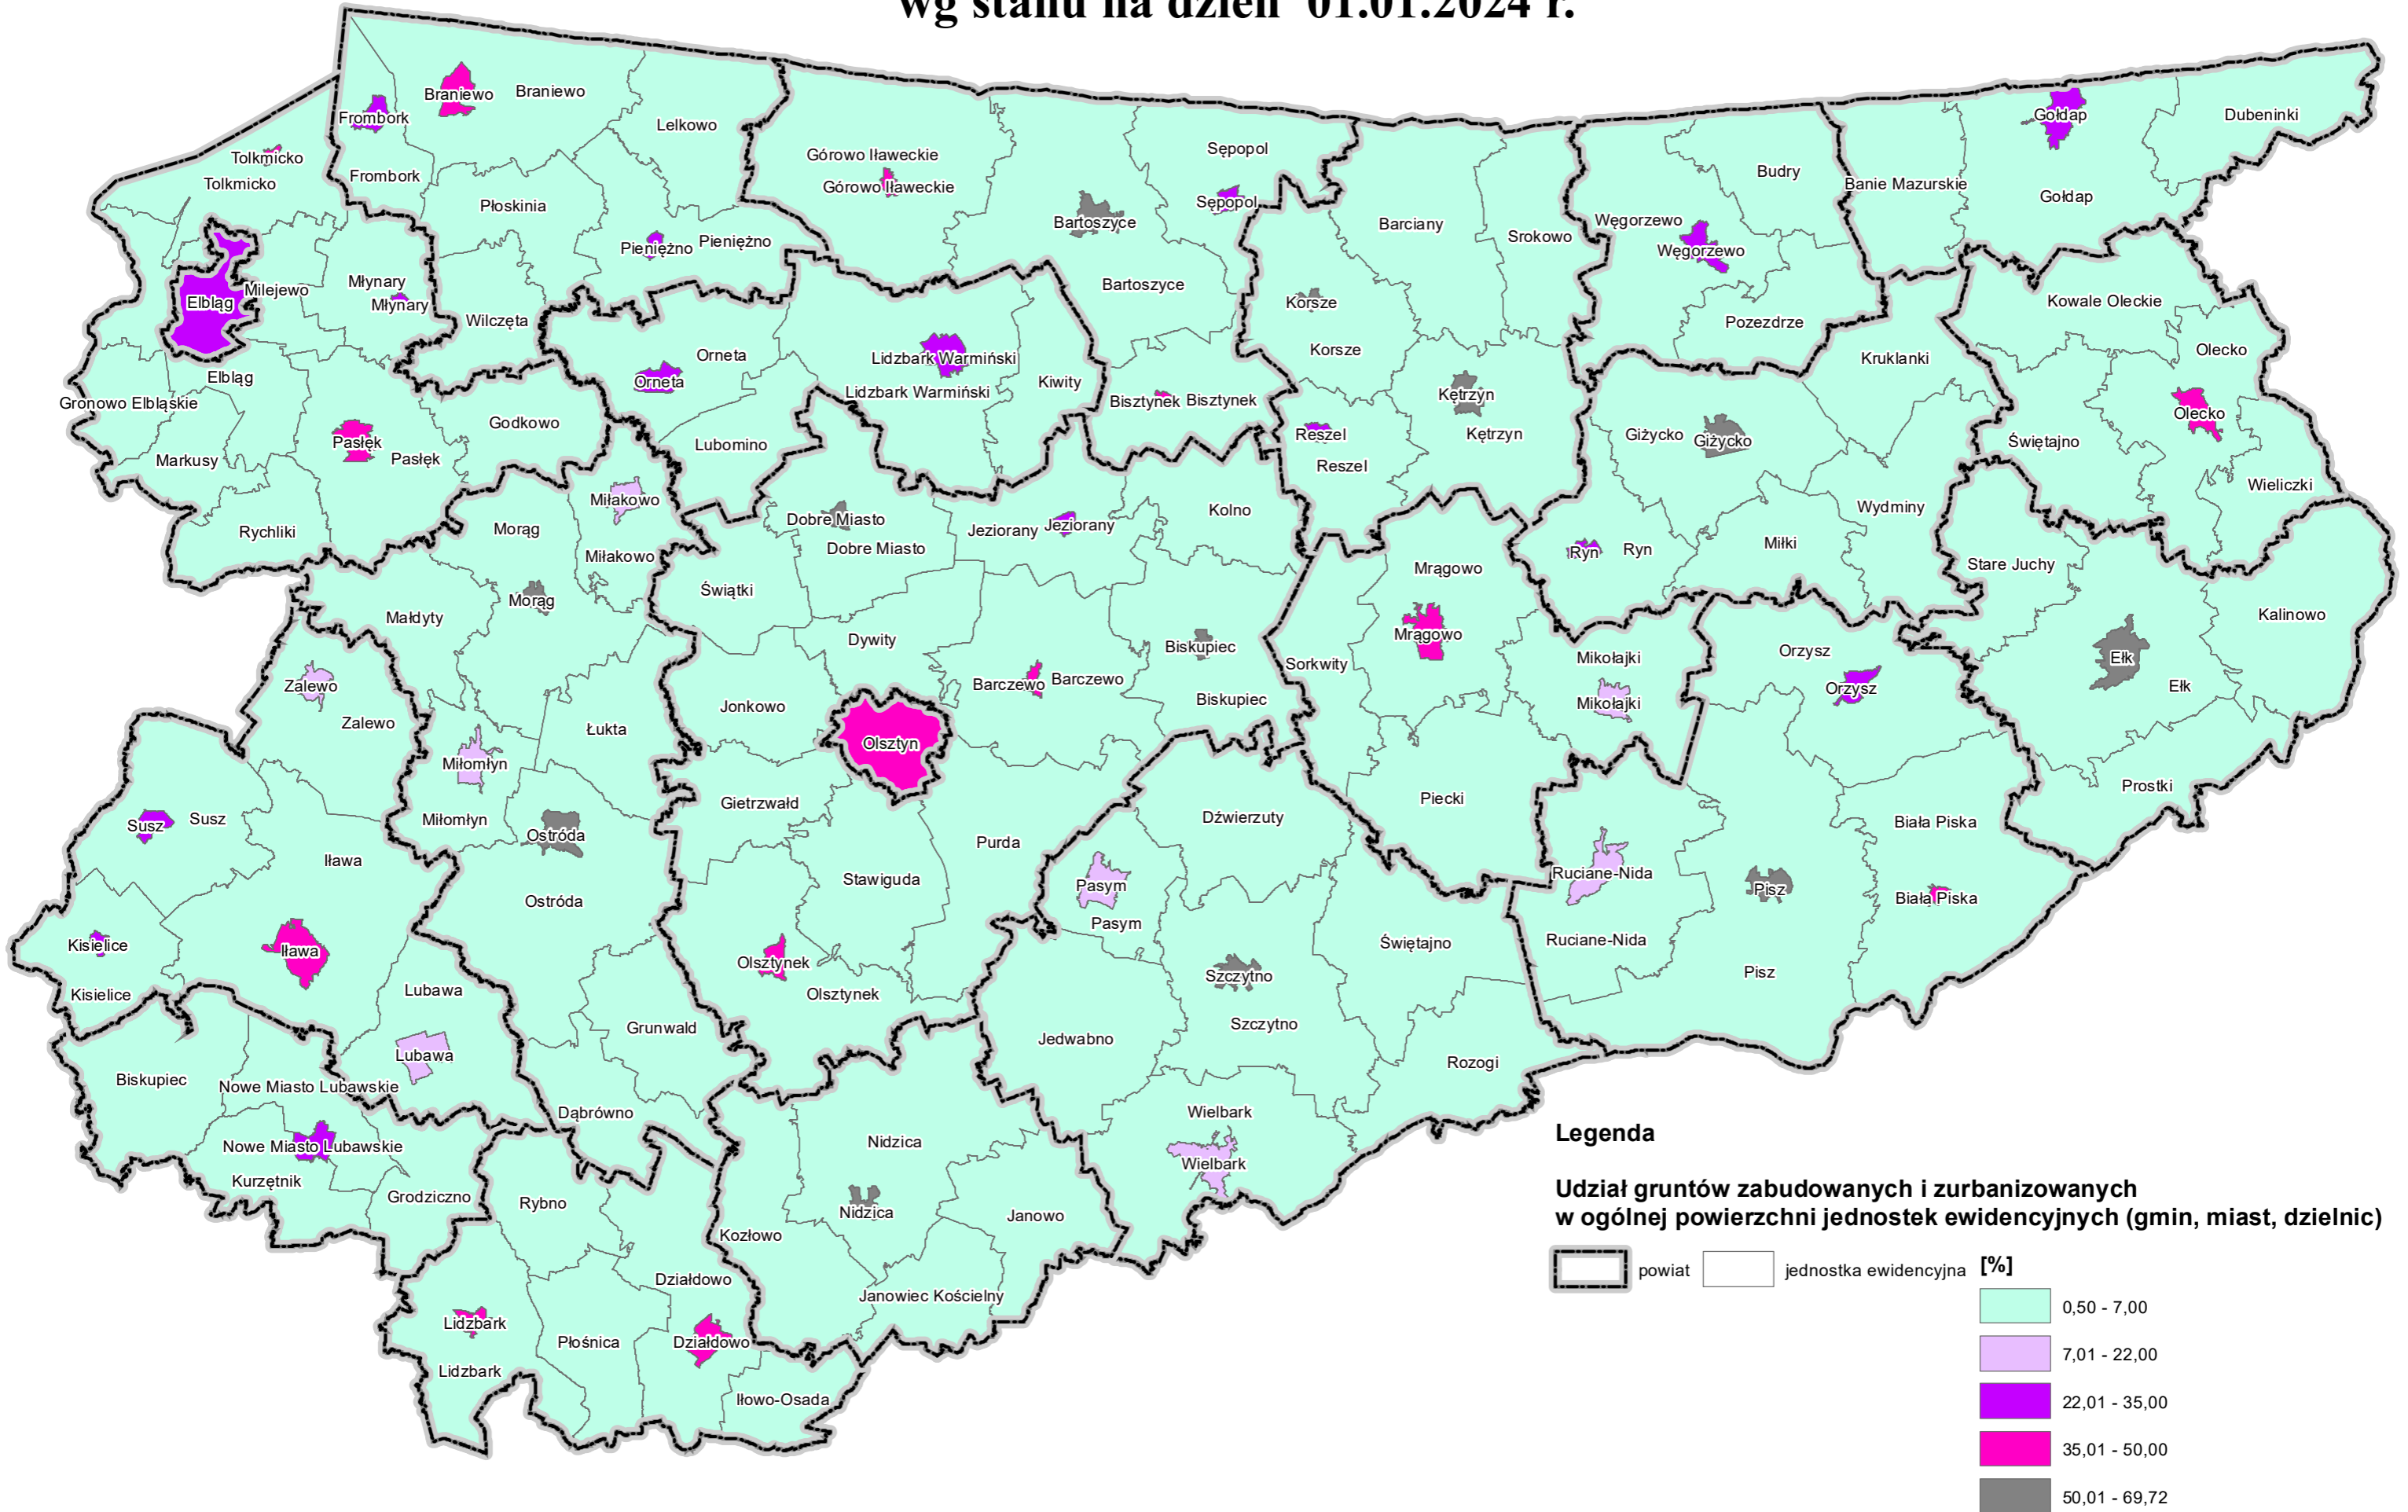 wg stanu na dzień 01.01.2024 r.
Braniewo
Braniewo
Frombork
Lelkowo
Dubeninki
Gołdap
Tolkmicko
Tolkmicko
Frombork
Górowo Iławeckie
Górowo Iławeckie
Sępopol
Sępopol
Budry
Banie Mazurskie
Gołdap
Płoskinia
Bartoszyce
Barciany
Srokowo
Węgorzewo
Węgorzewo
Pieniężno
Pieniężno
Młynary
Młynary
Milejewo
Elbląg
Bartoszyce
Korsze
Kowale Oleckie
Wilczęta
Pozezdrze
Orneta
Lidzbark Warmiński
Korsze
Olecko
Kruklanki
Elbląg
Orneta
Lidzbark Warmiński
Kiwity
Kętrzyn
Gronowo Elbląskie
Bisztynek
Bisztynek
Olecko
Godkowo
Reszel
Kętrzyn
Giżycko
Giżycko
Świętajno
Pasłęk
Pasłęk
Markusy
Lubomino
Reszel
Wieliczki
Miłakowo
Kolno
Wydminy
Rychliki
Morąg
Dobre Miasto
Jeziorany
Jeziorany
Dobre Miasto
Miłakowo
Ryn
Ryn
Miłki
Stare Juchy
Mrągowo
Świątki
Morąg
Małdyty
Kalinowo
Dywity
Biskupiec
Mrągowo
Orzysz
Mikołajki
Ełk
Sorkwity
Zalewo
Barczewo
Barczewo
Orzysz
Ełk
Zalewo
Jonkowo
Biskupiec
Mikołajki
Łukta
Olsztyn
Miłomłyn
Prostki
Gietrzwałd
Piecki
Susz
Susz
Miłomłyn
Ostróda
Dźwierzuty
Biała Piska
Iława
Purda
Stawiguda
Pasym
Ruciane-Nida
Pisz
Ostróda
Biała Piska
Pasym
Kisielice
Iława
Świętajno
Ruciane-Nida
Olsztynek
Szczytno
Pisz
Kisielice
Lubawa
Olsztynek
Grunwald
Szczytno
Jedwabno
Lubawa
Rozogi
Biskupiec
Nowe Miasto Lubawskie
Dąbrówno
Wielbark
Nowe Miasto Lubawskie
Nidzica
Wielbark
Kurzętnik
Grodziczno
Rybno
Nidzica
Janowo
Kozłowo
Działdowo
Janowiec Kościelny
Lidzbark
Płośnica
Działdowo
Lidzbark
Iłowo-Osada
Legenda
Udział gruntów zabudowanych i zurbanizowanych
w ogólnej powierzchni jednostek ewidencyjnych (gmin, miast, dzielnic)
powiat
jednostka ewidencyjna
[%]
0,50 - 7,00
7,01 - 22,00
22,01 - 35,00
35,01 - 50,00
50,01 - 69,72